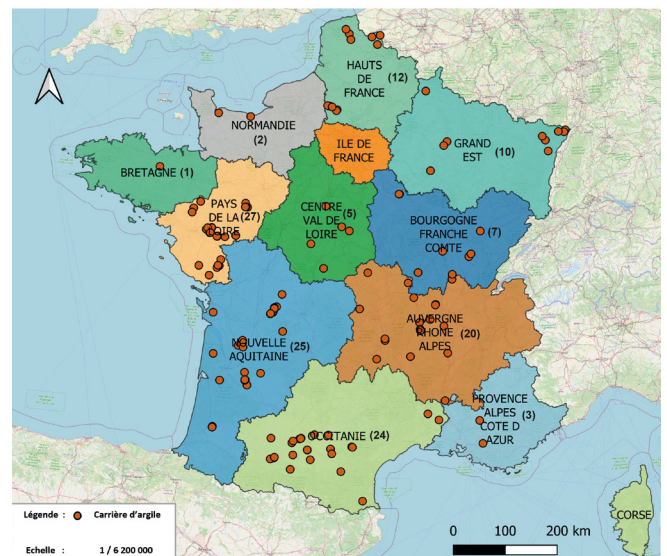 HAUTS
DE
FRANCE
(12)
NORMANDIE
(2)
ILE DE
FRANCE
GRAND
EST
(10)
BRETAGNE (1)
PAYS
DE LA (27)
LOIRE
CENTRE
VAL DE (5)
LOIRE
BOURGOGNE
FRANCHE (7)
COMTE
NOUVELLE
AQUITAINE (25)
AUVERGNE
RHONE (20)
ALPES
PROVENCE
ALPES (3)
COTE D
AZUR
OCCITANIE (24)
CORSE
Légende : Carrière d'argile
Echelle : 1 / 6 200 000
0 100 200 km